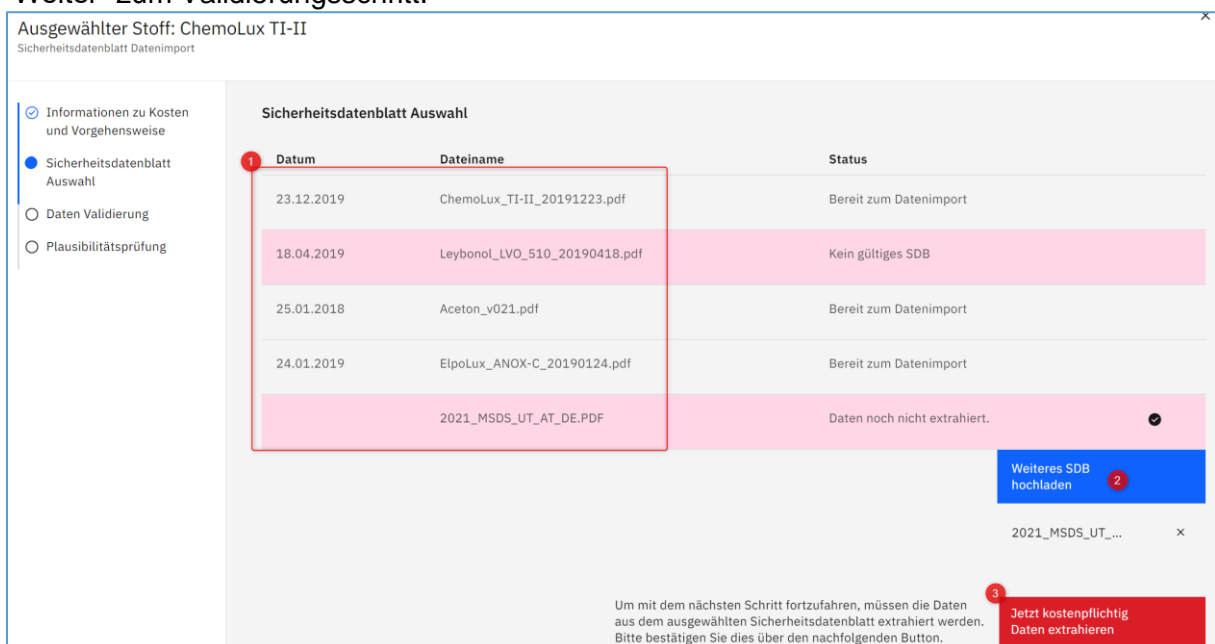 "Weiter" zum Validierungsschritt.
Ausgewählter Stoff: ChemoLux TI-II
×
Sicherheitsdatenblatt Datenimport
Informationen zu Kosten
und Vorgehensweise
Sicherheitsdatenblatt
Auswahl
Daten Validierung
Plausibilitätsprüfung
Sicherheitsdatenblatt Auswahl
1 Datum Dateiname Status
23.12.2019 ChemoLux_TI-II_20191223.pdf Bereit zum Datenimport
18.04.2019 Leybonol_LVO_510_20190418.pdf Kein gültiges SDB
25.01.2018 Aceton_v021.pdf Bereit zum Datenimport
24.01.2019 ElpoLux_ANOX-C_20190124.pdf Bereit zum Datenimport
2021_MSDS_UT_AT_DE.PDF Daten noch nicht extrahiert.
Weiteres SDB
hochladen 2
2021_MSDS_UT_... ×
Um mit dem nächsten Schritt fortzufahren, müssen die Daten
aus dem ausgewählten Sicherheitsdatenblatt extrahiert werden.
Bitte bestätigen Sie dies über den nachfolgenden Button.
3
Jetzt kostenpflichtig
Daten extrahieren